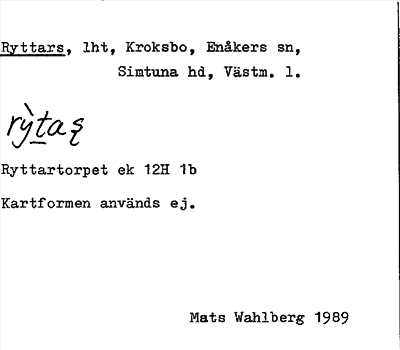 Ryttars, lht, Kroksbo, Enåkers sn,
Simtuna hd, Västm. l.
Ryttartorpet ek 12H 1b
Kartformen används ej.
Mats Wahlberg 1989